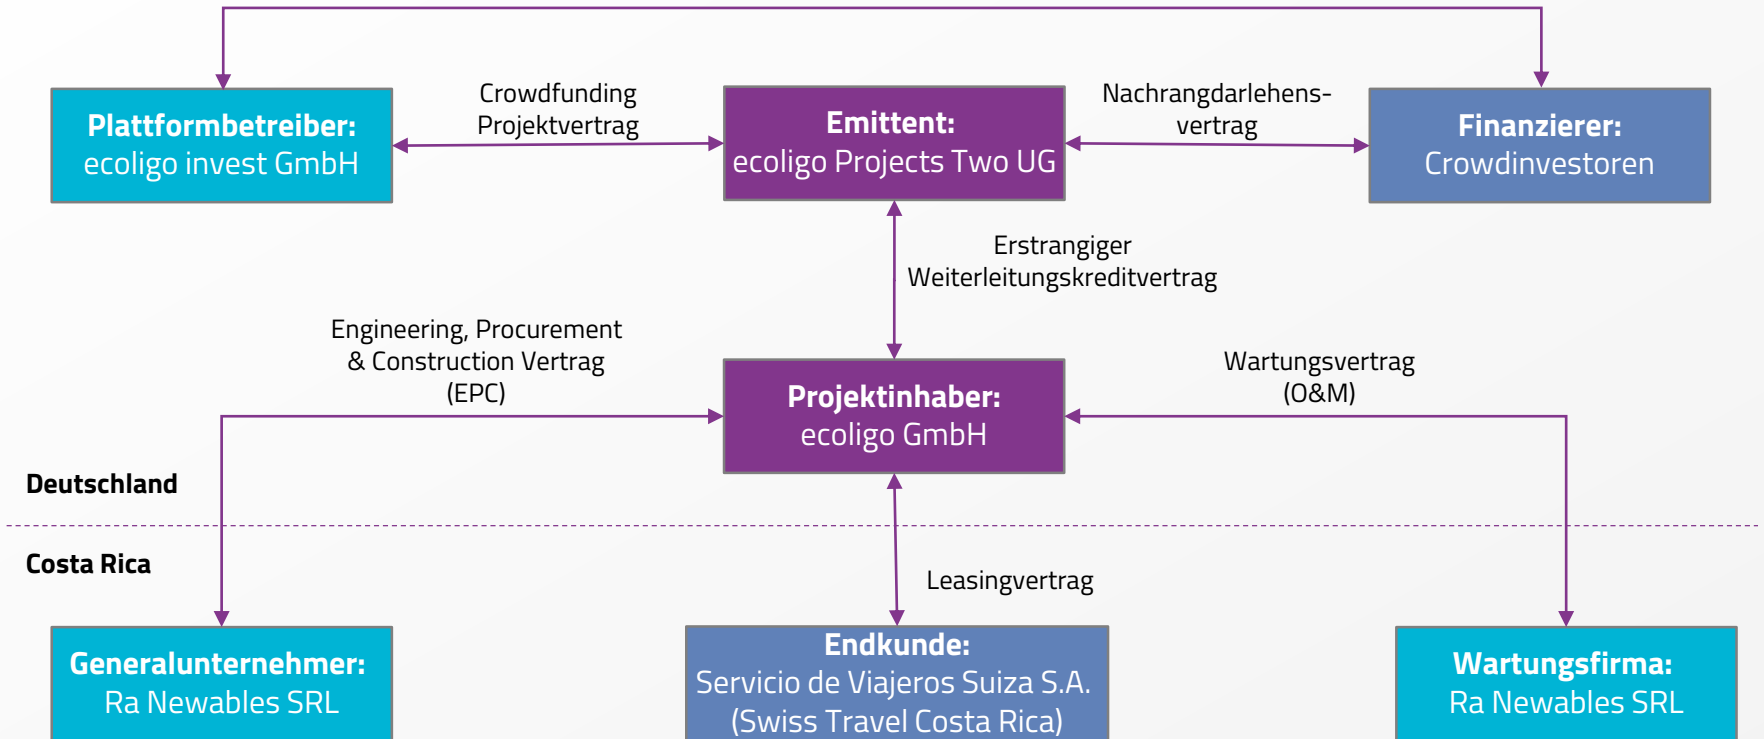 Crowdfunding
Projektvertrag
Nachrangdarlehens-
vertrag
Plattformbetreiber:
ecoligo invest GmbH
Emittent:
ecoligo Projects Two UG
Finanzierer:
Crowdinvestoren
Erstrangiger
Weiterleitungskreditvertrag
Engineering, Procurement
& Construction Vertrag
(EPC)
Wartungsvertrag
(O&M)
Projektinhaber:
ecoligo GmbH
Deutschland
Costa Rica
Leasingvertrag
Generalunternehmer:
Ra Newables SRL
Endkunde:
Servicio de Viajeros Suiza S.A.
(Swiss Travel Costa Rica)
Wartungsfirma:
Ra Newables SRL